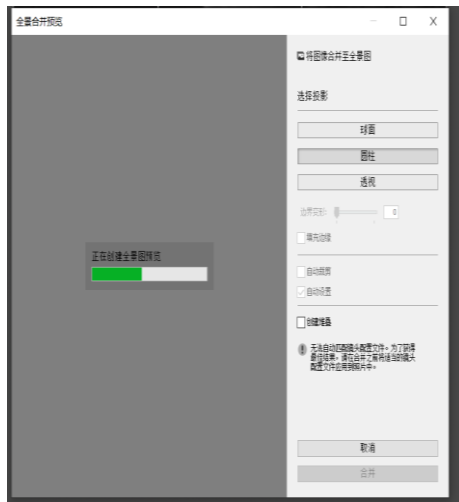 全景合并预览
X
将图像合并至全景图
选择投影
球面
圆柱
透视
边界变形:
0
填充边缘
正在创建全景图预览
自动裁剪
自动设置
创建堆叠
无法自动匹配镜头配置文件。为了获得
最佳结果，请在合并之前将适当的镜头
配置文件应用到照片中。
取消
合并